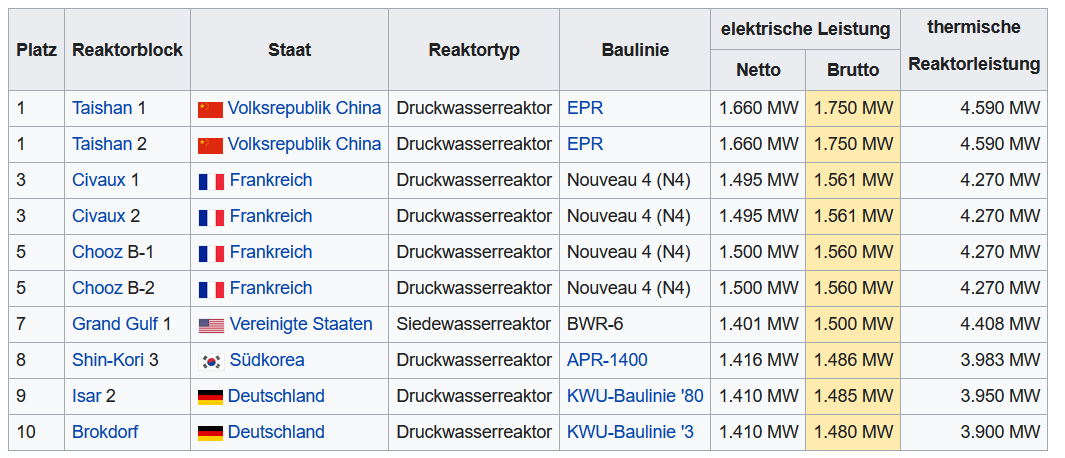 Platz Reaktorblock Staat Reaktortyp Baulinie elektrische Leistung thermische Reaktorleistung
Netto Brutto
1 Taishan 1 Volksrepublik China Druckwasserreaktor EPR 1.660 MW 1.750 MW 4.590 MW
1 Taishan 2 Volksrepublik China Druckwasserreaktor EPR 1.660 MW 1.750 MW 4.590 MW
3 Civaux 1 Frankreich Druckwasserreaktor Nouveau 4 (N4) 1.495 MW 1.561 MW 4.270 MW
3 Civaux 2 Frankreich Druckwasserreaktor Nouveau 4 (N4) 1.495 MW 1.561 MW 4.270 MW
5 Chooz B-1 Frankreich Druckwasserreaktor Nouveau 4 (N4) 1.500 MW 1.560 MW 4.270 MW
5 Chooz B-2 Frankreich Druckwasserreaktor Nouveau 4 (N4) 1.500 MW 1.560 MW 4.270 MW
7 Grand Gulf 1 Vereinigte Staaten Siedewasserreaktor BWR-6 1.401 MW 1.500 MW 4.408 MW
8 Shin-Kori 3 Südkorea Druckwasserreaktor APR-1400 1.416 MW 1.486 MW 3.983 MW
9 Isar 2 Deutschland Druckwasserreaktor KWU-Baulinie '80 1.410 MW 1.485 MW 3.950 MW
10 Brokdorf Deutschland Druckwasserreaktor KWU-Baulinie '3 1.410 MW 1.480 MW 3.900 MW